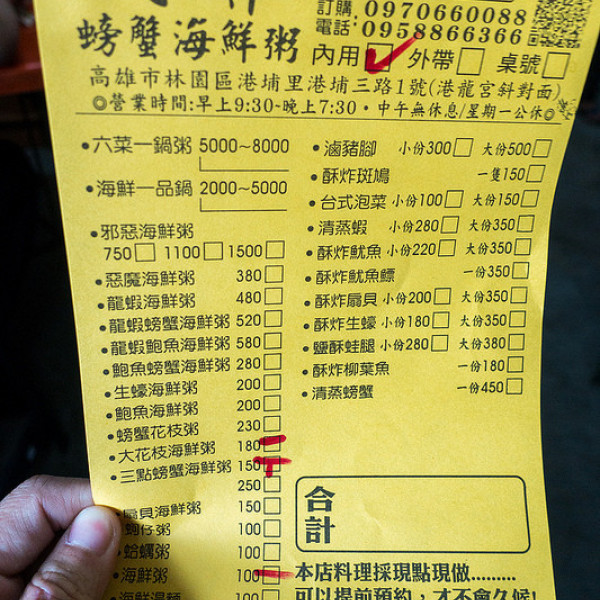 訂購 0970660088
電話: 0958866366
螃蟹海鮮粥 內用□ 外帶□ 桌號□
高雄市林園區港埔里港埔三路1號(港龍宮斜對面)
◎營業時間:早上9:30~晚上7:30・中午無休息/星期一公休◎
•六菜一鍋粥 5000~8000
•海鮮一品鍋 2000~5000
•邪惡海鮮粥
750□ 1100□ 1500□
•惡魔海鮮粥 380□
•龍蝦海鮮粥 480□
•龍蝦螃蟹海鮮粥 520□
•龍蝦鮑魚海鮮粥 580□
•鮑魚螃蟹海鮮粥 280□
•生蠔海鮮粥 200□
•鮑魚海鮮粥 200□
•螃蟹花枝粥 230□
•大花枝海鮮粥 180□
•三點螃蟹海鮮粥 150□
250□
•扇貝海鮮粥 150□
•蚵仔粥 100□
•蛤蠣粥 100□
•海鮮粥 100□
100□
•滷豬腳 小份300□ 大份500□
•酥炸斑鳩 一隻150□
•台式泡菜 小份100□ 大份150□
•清蒸蝦 小份280□ 大份350□
•酥炸魷魚 小份220□ 大份350□
•酥炸魷魚鰾 一份350□
•酥炸扇貝 小份200□ 大份350□
•酥炸生蠔 小份180□ 大份350□
•鹽酥蛙腿 小份280□ 大份380□
•酥炸柳葉魚 一份180□
•清蒸螃蟹 一份450□
合計
本店料理採現點現做.........
可以提前預約，才不會久候!